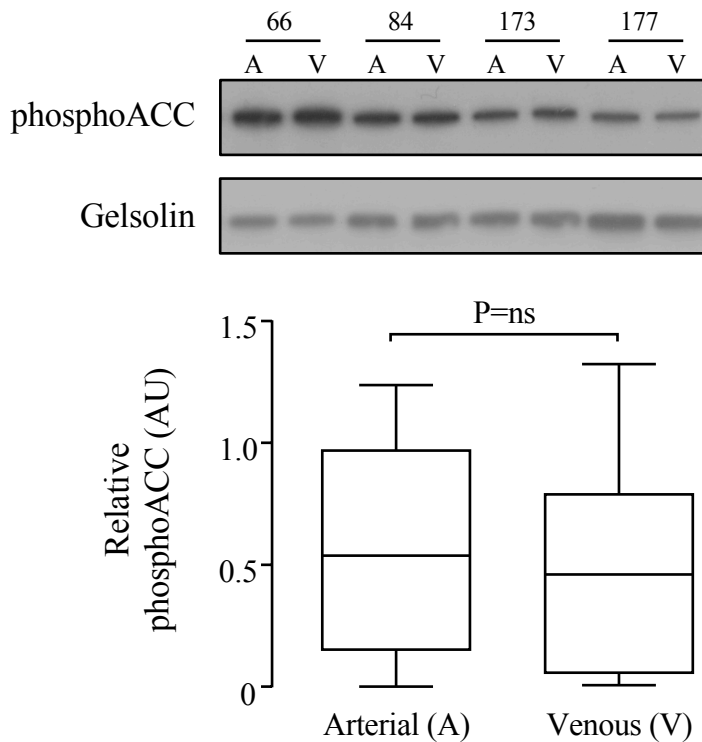 66 84 173 177
A V A V A V A V
phosphoACC
Gelsolin
1.5
P=ns
1.0
0.5
0
Relative
phosphoACC (AU)
Arterial (A) Venous (V)